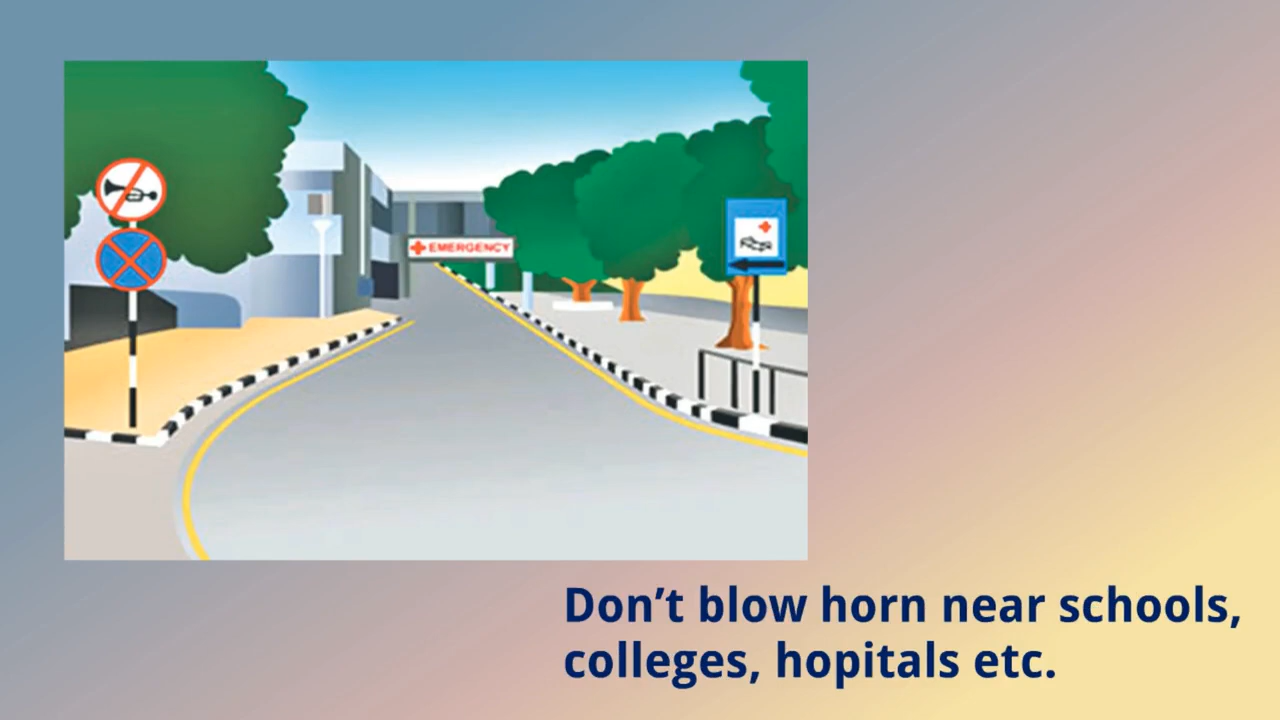 EMERGENCY
Don’t blow horn near schools,
colleges, hopitals etc.